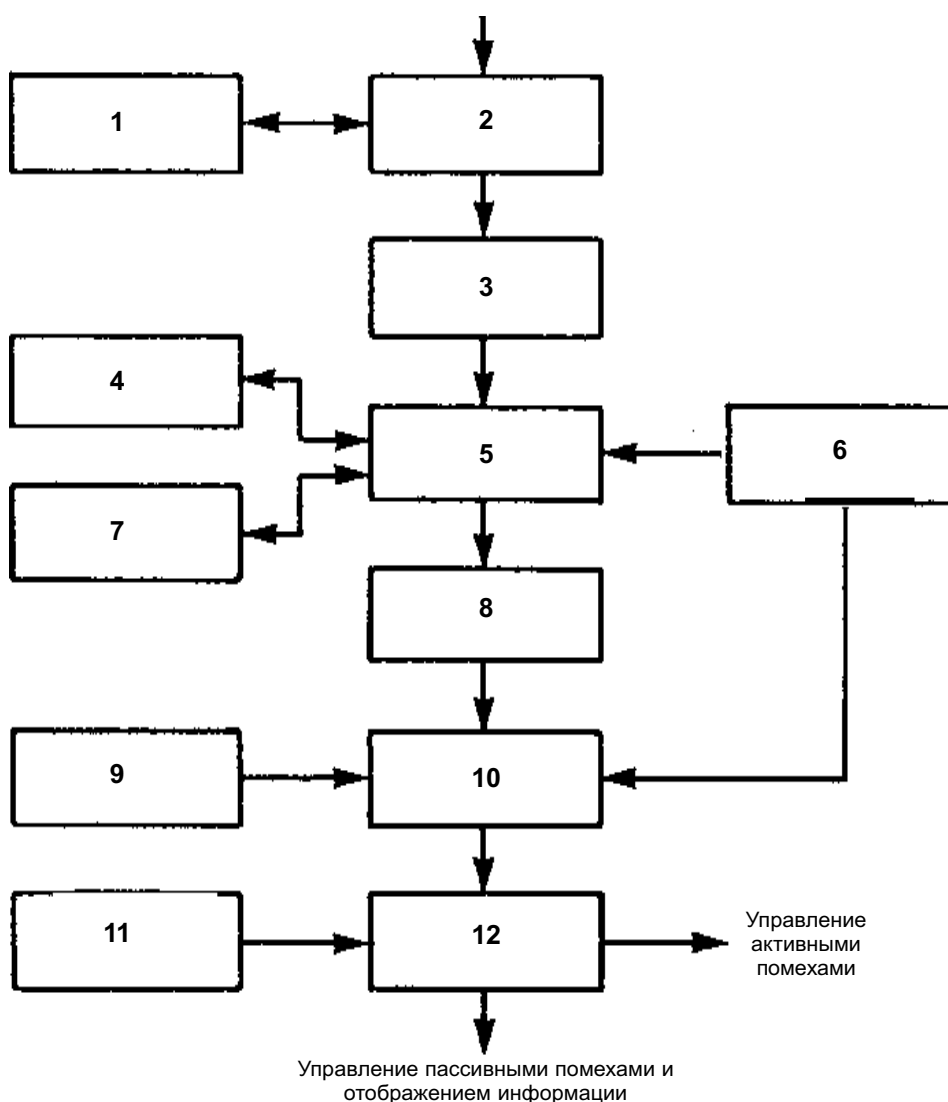 1
2
3
4
5
6
7
8
9
10
11
12
Управление
активными
помехами
Управление пассивными помехами и
отображением информации